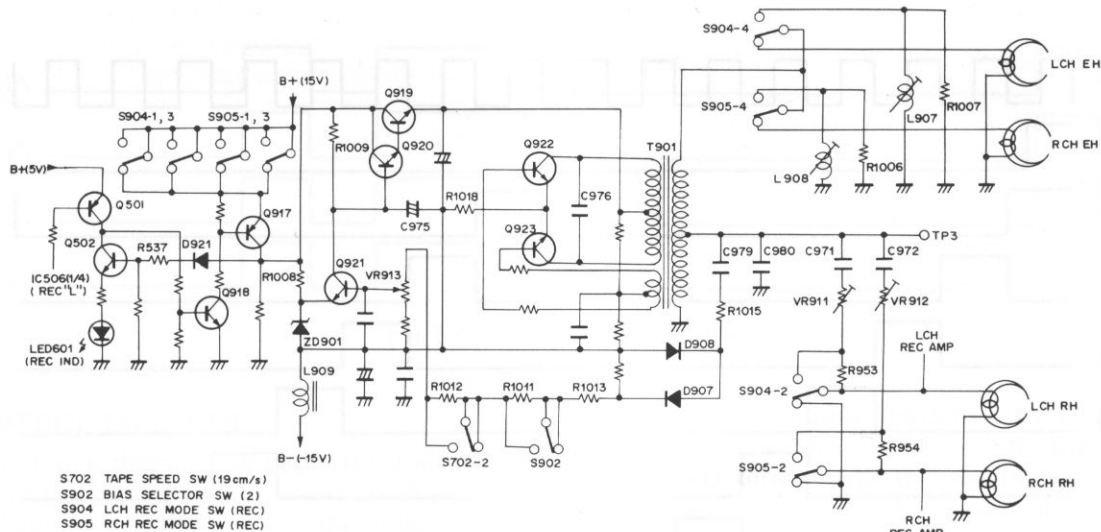 S904-4
LCH EH
B+(15V)
Q919
S904-1, 3
S905-1, 3
S905-4
L907
R1007
R1009
Q920
Q922
T901
RCH EH
B+(5V)
L908
R1006
Q501
R1018
C976
Q917
C975
Q502
Q923
R537
D921
C979
C980
C971
C972
TP3
R1008
Q921
VR913
IC506(1/4)
(REC"L")
Q918
VR911
VR912
R1015
ZD901
D908
LCH
REC AMP
LED601
(REC IND)
R953
L909
R1012
R1011
R1013
D907
S904-2
LCH RH
R954
B-(-15V)
S702-2
S902
S905-2
RCH RH
S702 TAPE SPEED SW (19cm/s)
S902 BIAS SELECTOR SW (2)
S904 LCH REC MODE SW (REC)
S905 RCH REC MODE SW (REC)
RCH
REC AMP